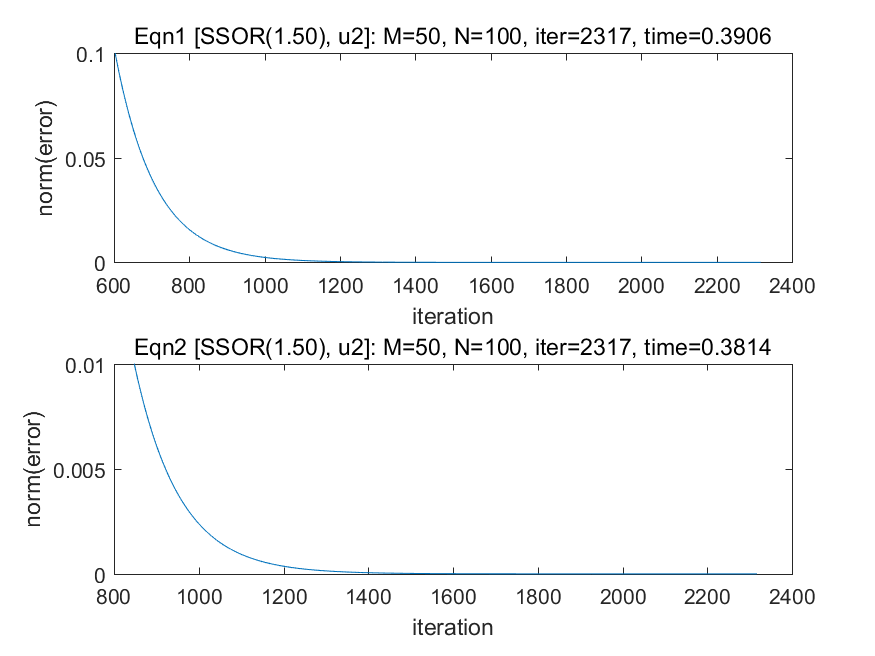 Eqn1 [SSOR(1.50), u2]: M=50, N=100, iter=2317, time=0.3906
0.1
0.05
0
norm(error)
600 800 1000 1200 1400 1600 1800 2000 2200 2400
iteration
Eqn2 [SSOR(1.50), u2]: M=50, N=100, iter=2317, time=0.3814
0.01
0.005
0
norm(error)
800 1000 1200 1400 1600 1800 2000 2200 2400
iteration